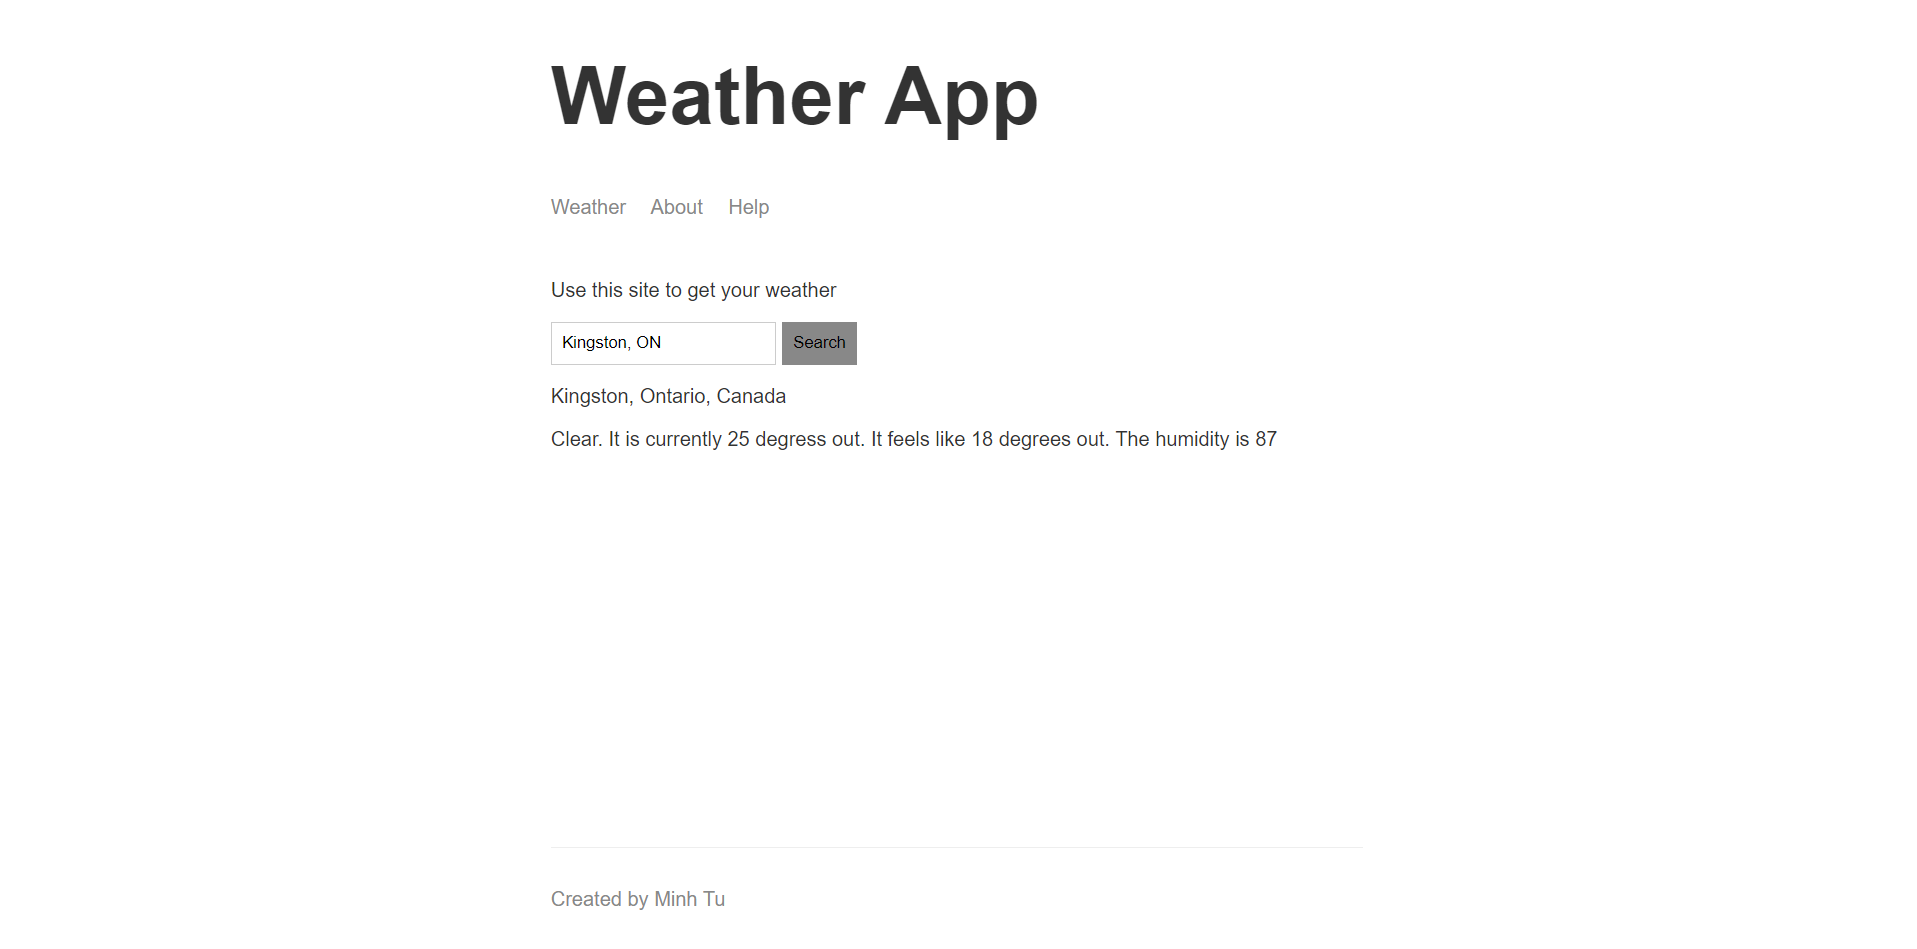 Weather App
Weather About Help
Use this site to get your weather
Kingston, ON Search
Kingston, Ontario, Canada
Clear. It is currently 25 degress out. It feels like 18 degrees out. The humidity is 87
Created by Minh Tu